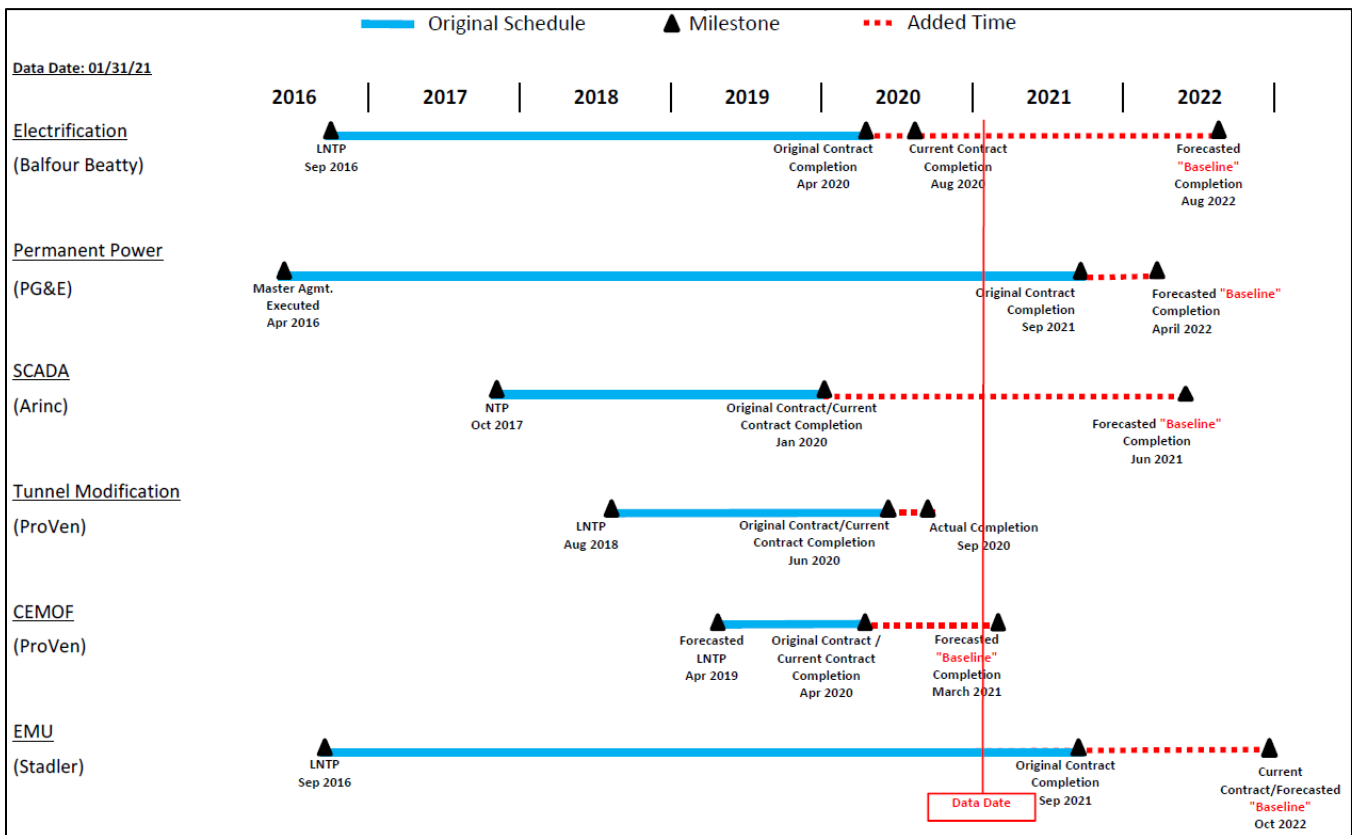 Original Schedule Milestone Added Time
Data Date: 01/31/21
2016 2017 2018 2019 2020 2021 2022
Electrification
(Balfour Beatty)
LNTP
Sep 2016
Original Contract
Completion
Apr 2020
Current Contract
Completion
Aug 2020
Forecasted
"Baseline"
Completion
Aug 2022
Permanent Power
(PG&E)
Master Agmt.
Executed
Apr 2016
Original Contract
Completion
Sep 2021
Forecasted "Baseline"
Completion
April 2022
SCADA
(Arinc)
NTP
Oct 2017
Original Contract/Current
Contract Completion
Jan 2020
Forecasted "Baseline"
Completion
Jun 2021
Tunnel Modification
(ProVen)
LNTP
Aug 2018
Original Contract/Current
Contract Completion
Jun 2020
Actual Completion
Sep 2020
CEMOF
(ProVen)
Forecasted
LNTP
Apr 2019
Original Contract /
Current Contract
Completion
Apr 2020
Forecasted
"Baseline"
Completion
March 2021
EMU
(Stadler)
LNTP
Sep 2016
Original Contract
Completion
Sep 2021
Current
Contract/Forecasted
"Baseline"
Oct 2022
Data Date